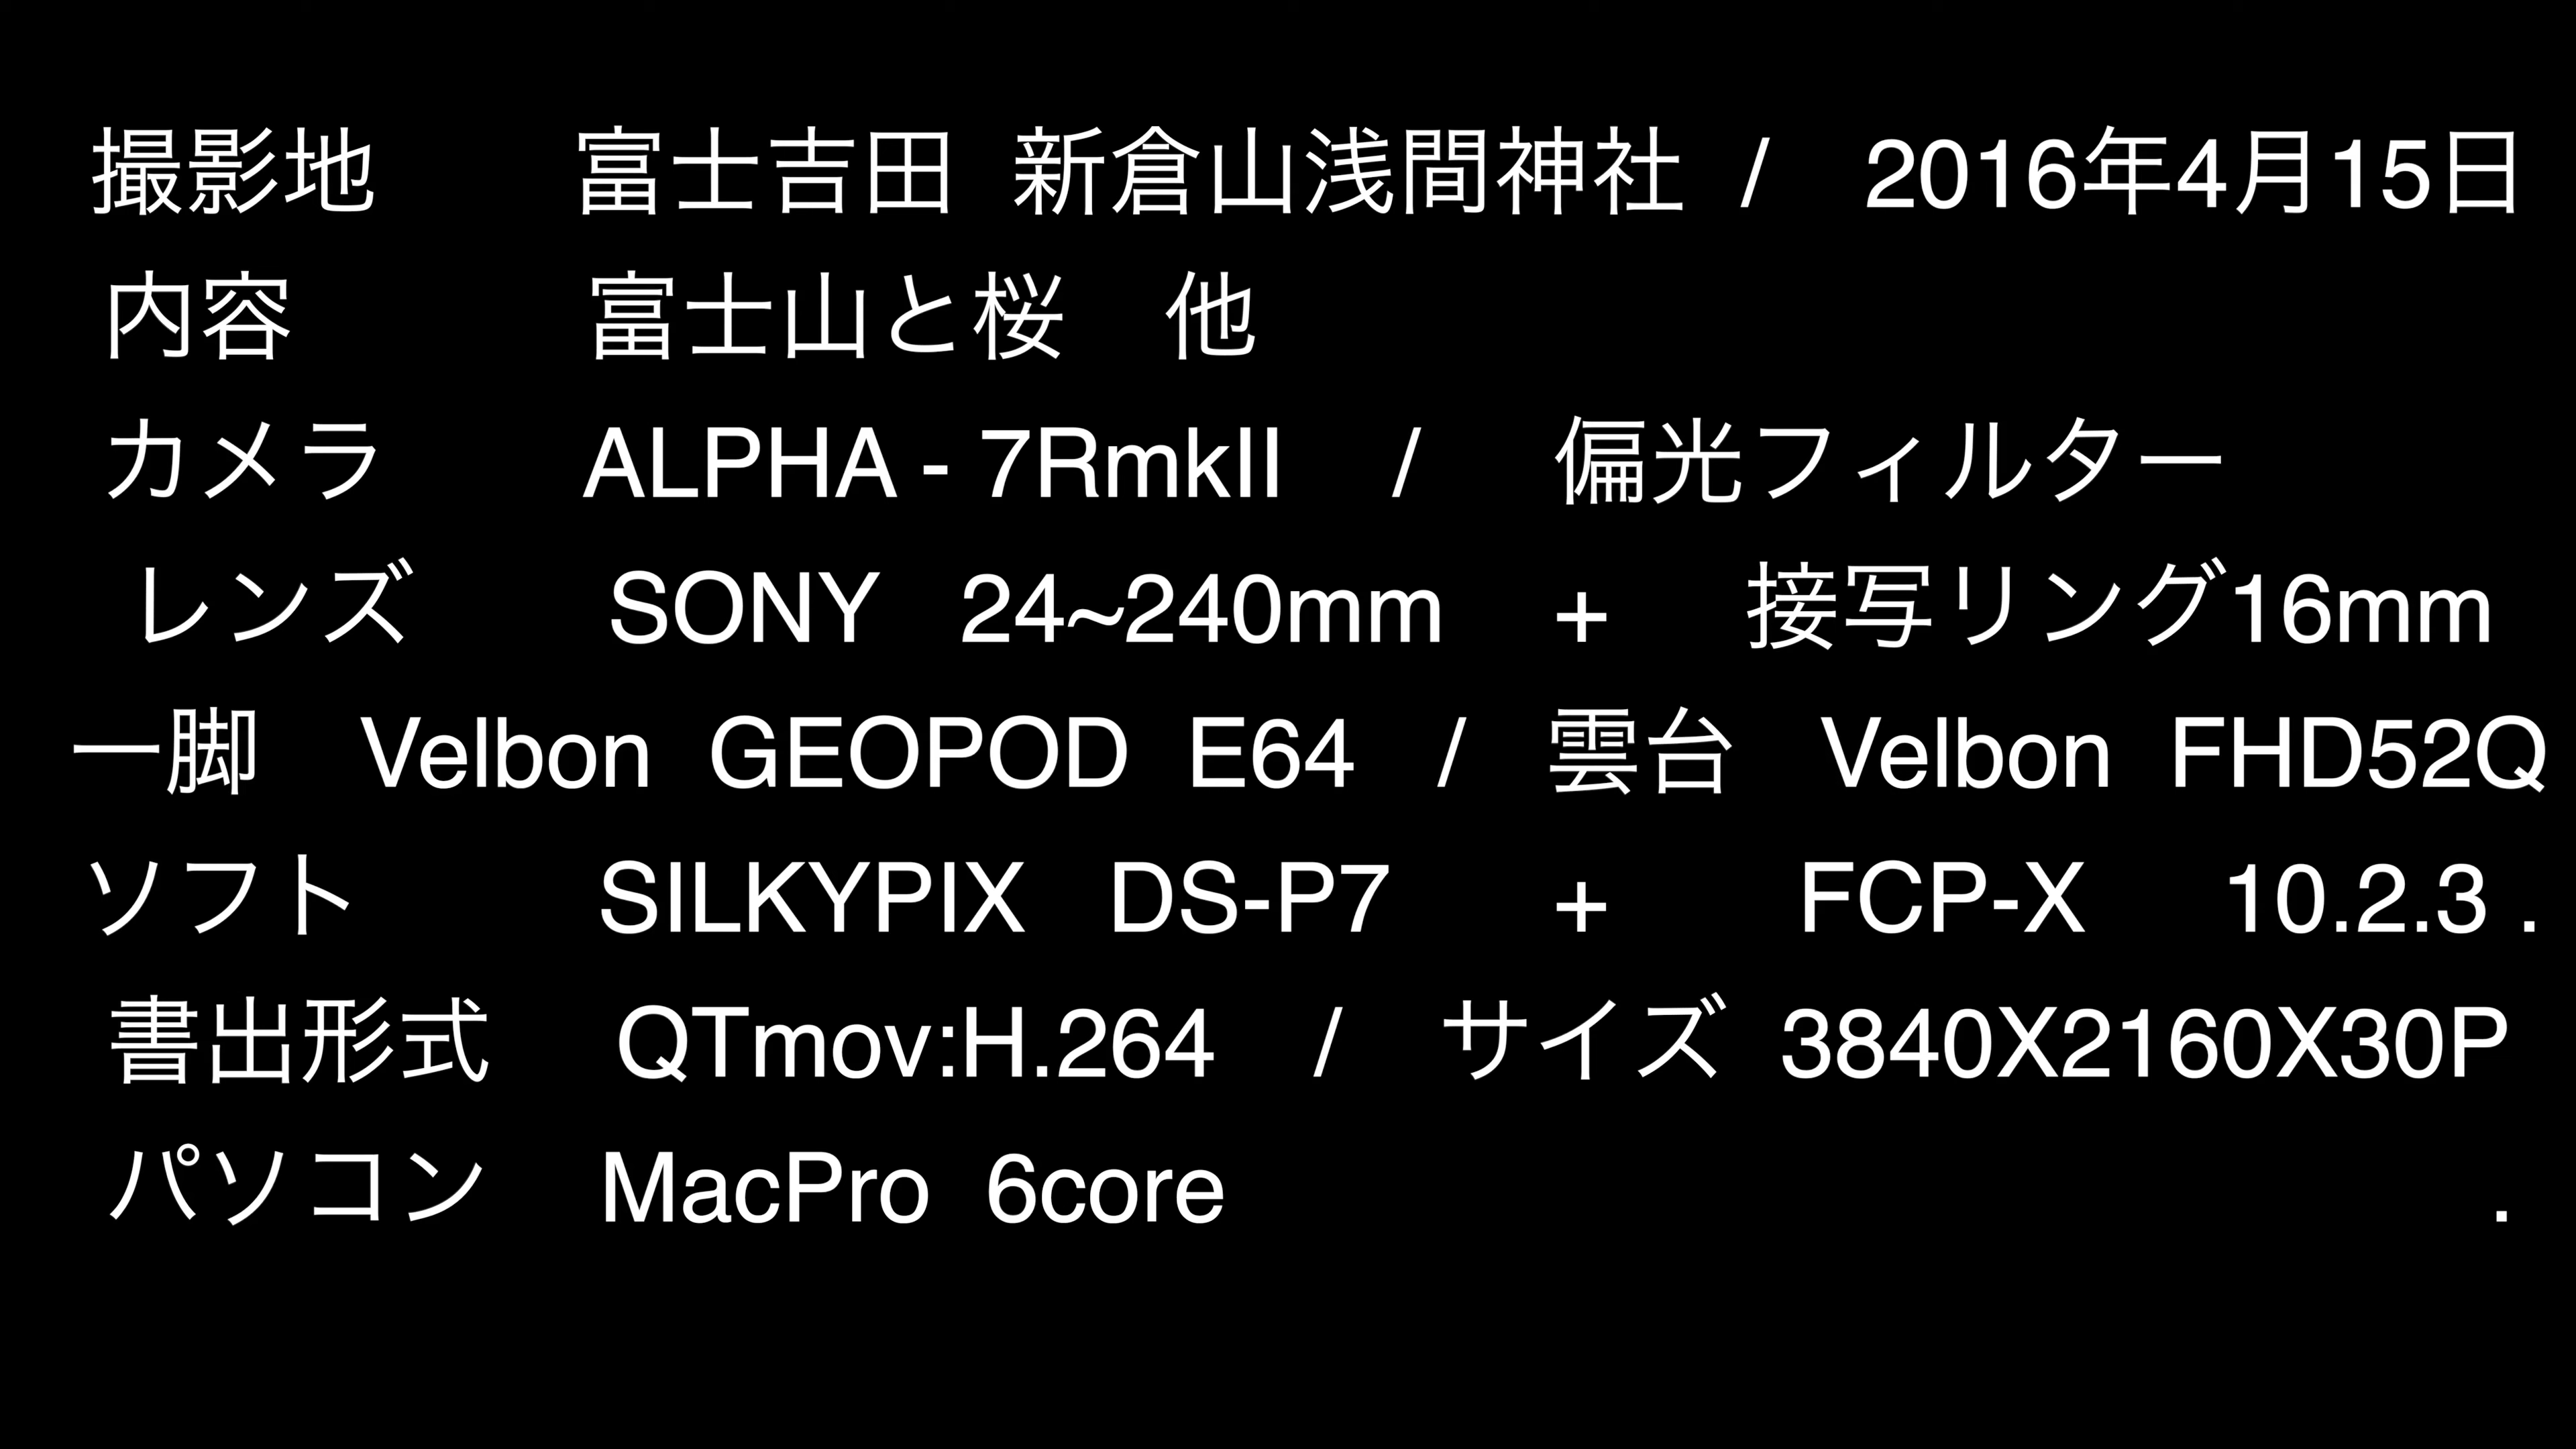 撮影地 富士吉田 新倉山浅間神社 / 2016年4月15日
内容 富士山と桜 他
カメラ ALPHA - 7RmkII / 偏光フィルター
レンズ SONY 24~240mm + 接写リング16mm
一脚 Velbon GEOPOD E64 / 雲台 Velbon FHD52Q
ソフト SILKYPIX DS-P7 + FCP-X 10.2.3 .
書出形式 QTmov:H.264 / サイズ 3840X2160X30P
パソコン MacPro 6core .